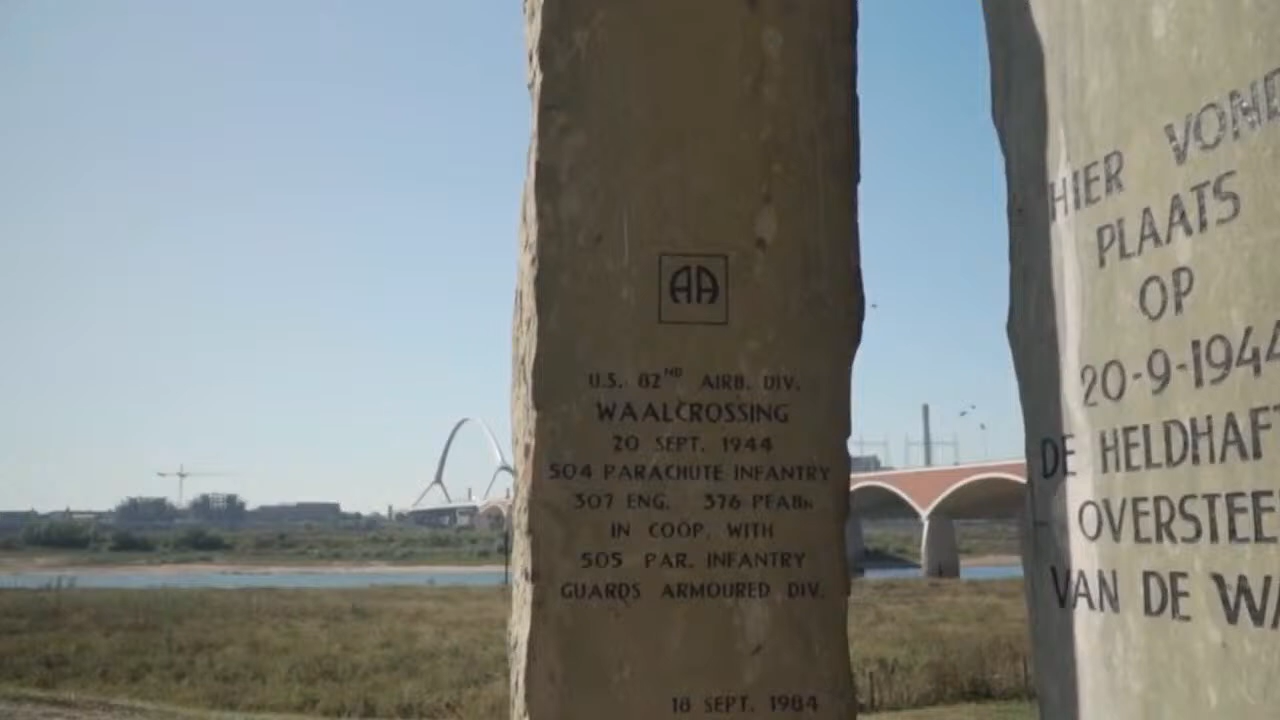 AA
U.S. 82ND AIRB. DIV.
WAALCROSSING
20 SEPT. 1944
504 PARACHUTE INFANTRY
307 ENG. 376 PFABn
IN COOP. WITH
505 PAR. INFANTRY
GUARDS ARMOURED DIV.
18 SEPT. 1984
HIER VOND
PLAATS
OP
20-9-1944
DE HELDHAFT
OVERSTEE
VAN DE WA